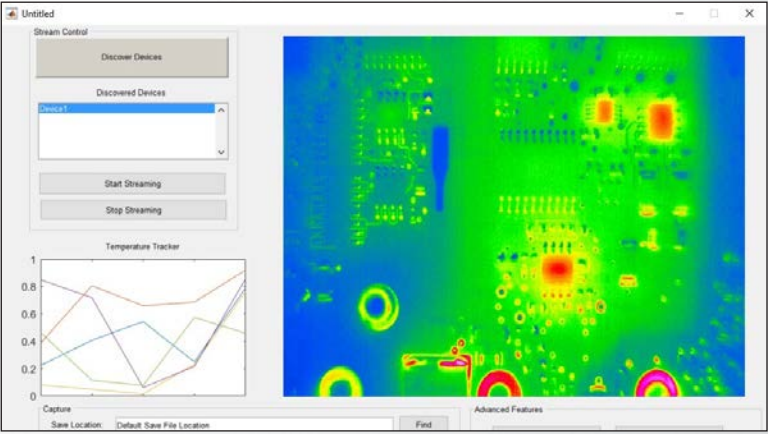 Untitled
Stream Control
Discover Devices
Discovered Devices
Device1
Start Streaming
Stop Streaming
Temperature Tracker
1
0.8
0.6
0.4
0.2
0
Capture
Save Location: Default Save File Location Find
Advanced Features